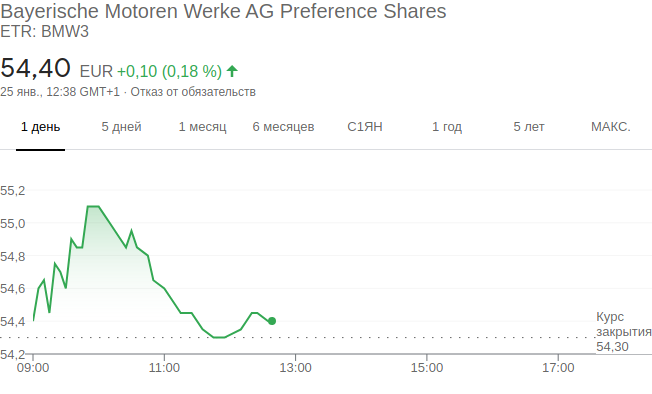 Bayerische Motoren Werke AG Preference Shares
ETR: BMW3
54,40 EUR +0,10 (0,18 %)
25 янв., 12:38 GMT+1 · Отказ от обязательств
1 день 5 дней 1 месяц 6 месяцев С1ЯН 1 год 5 лет МАКС.
55,2
55,0
54,8
54,6
54,4
Курс
закрытия
54,30
54,2
09:00 11:00 13:00 15:00 17:00